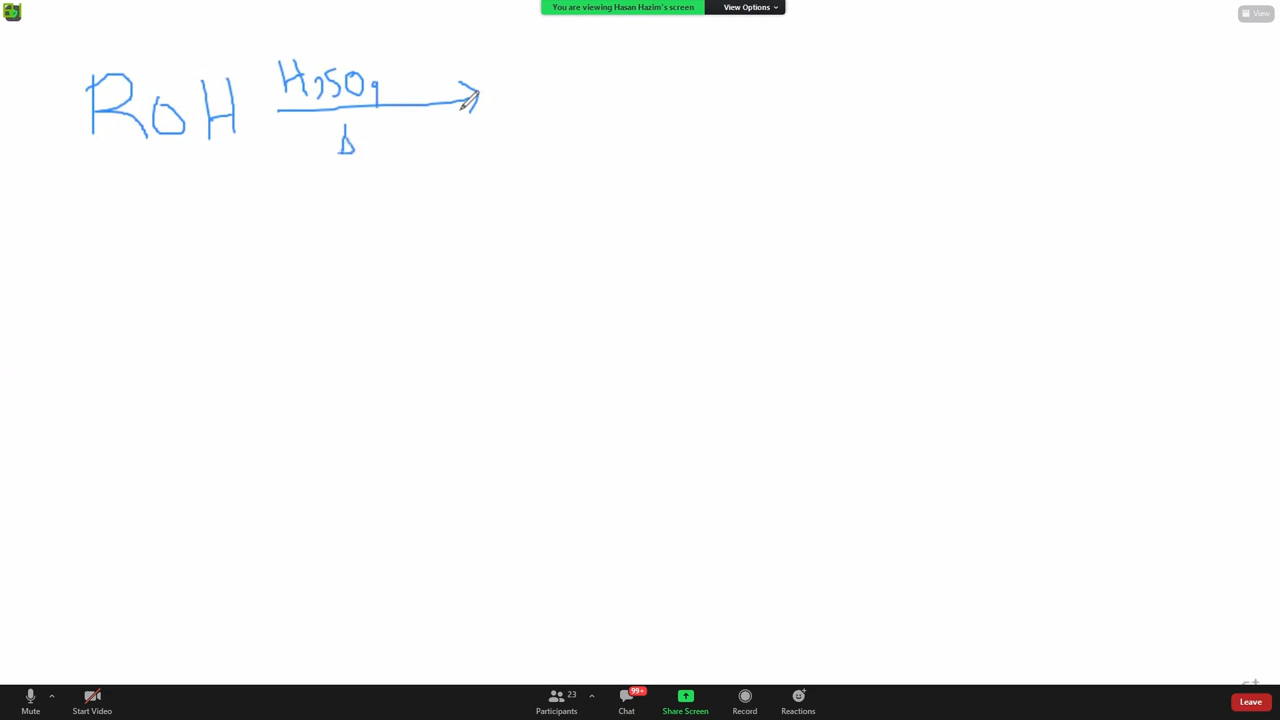 You are viewing Hasan Hazim's screen
View Options
View
ROH H2SO4
Δ
Mute
Start Video
23
Participants
99+
Chat
Share Screen
Record
Reactions
Leave